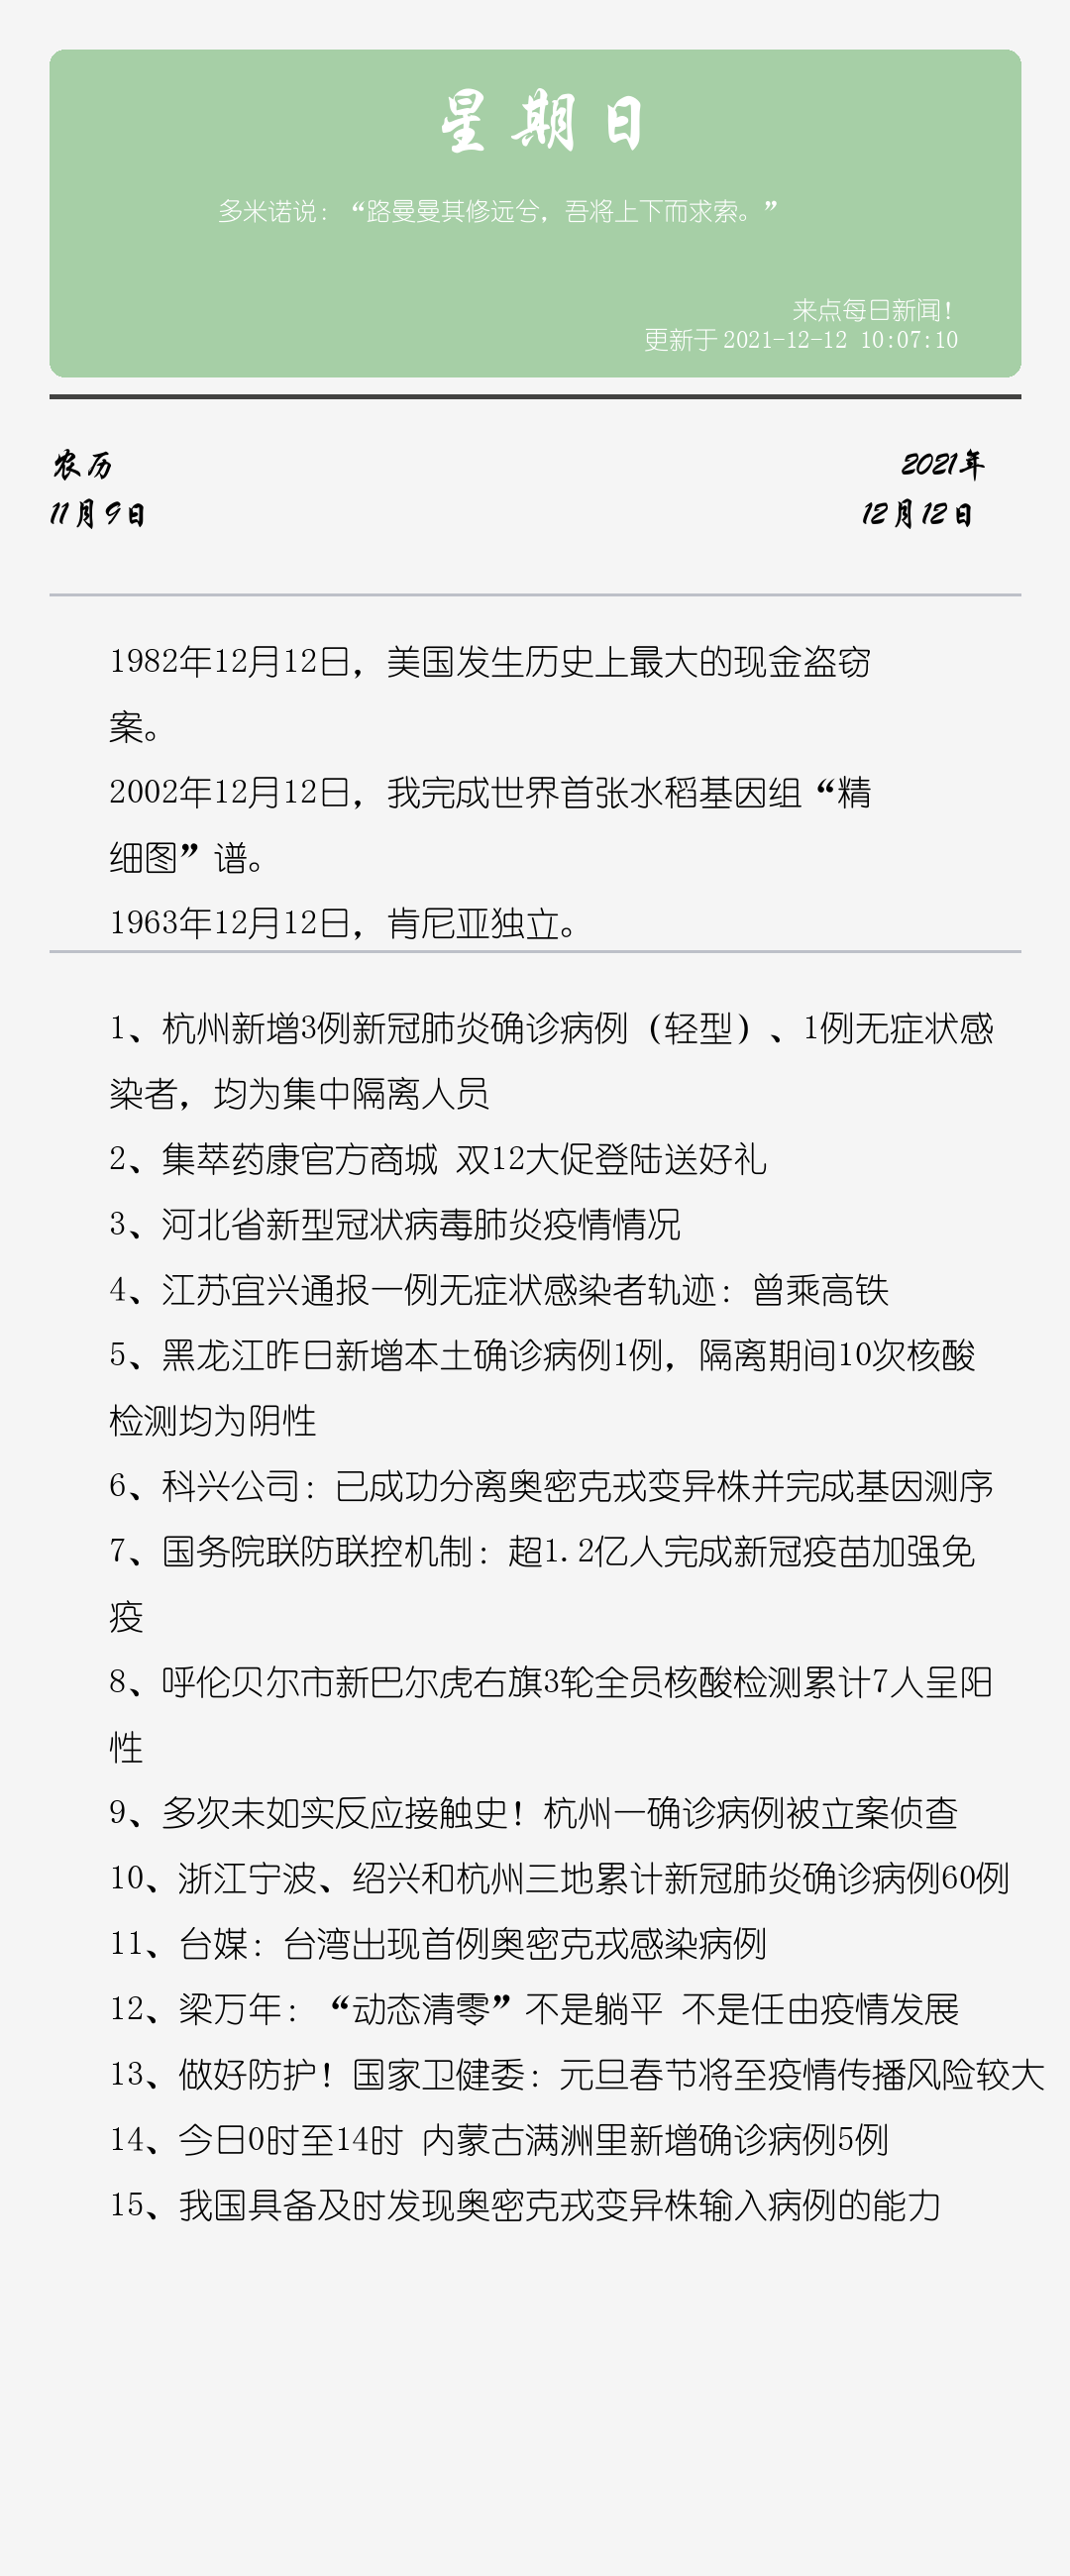 星期日
多米诺说：“路曼曼其修远兮，吾将上下而求索。”
来点每日新闻！
更新于2021-12-12 10:07:10
农历
2021年
11月9日
12月12日
1982年12月12日，美国发生历史上最大的现金盗窃
案。
2002年12月12日，我完成世界首张水稻基因组“精
细图”谱。
1963年12月12日，肯尼亚独立。
1、杭州新增3例新冠肺炎确诊病例（轻型）、1例无症状感
染者，均为集中隔离人员
2、集萃药康官方商城 双12大促登陆送好礼
3、河北省新型冠状病毒肺炎疫情情况
4、江苏宜兴通报一例无症状感染者轨迹：曾乘高铁
5、黑龙江昨日新增本土确诊病例1例，隔离期间10次核酸
检测均为阴性
6、科兴公司：已成功分离奥密克戎变异株并完成基因测序
7、国务院联防联控机制：超1.2亿人完成新冠疫苗加强免
疫
8、呼伦贝尔市新巴尔虎右旗3轮全员核酸检测累计7人呈阳
性
9、多次未如实反应接触史！杭州一确诊病例被立案侦查
10、浙江宁波、绍兴和杭州三地累计新冠肺炎确诊病例60例
11、台媒：台湾出现首例奥密克戎感染病例
12、梁万年：“动态清零”不是躺平 不是任由疫情发展
13、做好防护！国家卫健委：元旦春节将至疫情传播风险较大
14、今日0时至14时 内蒙古满洲里新增确诊病例5例
15、我国具备及时发现奥密克戎变异株输入病例的能力